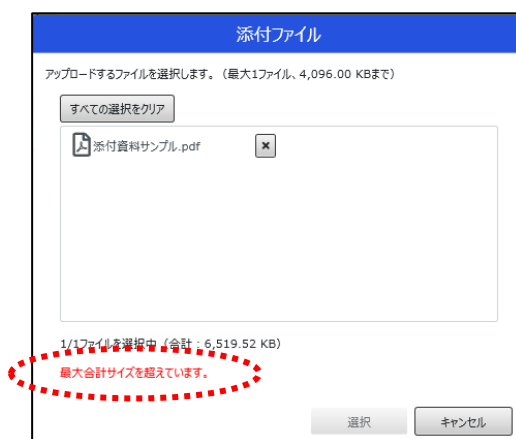 添付ファイル
アップロードするファイルを選択します。（最大1ファイル、4,096.00 KBまで）
すべての選択をクリア
添付資料サンプル.pdf
1/1ファイルを選択中（合計：6,519.52 KB）
最大合計サイズを超えています。
選択 キャンセル